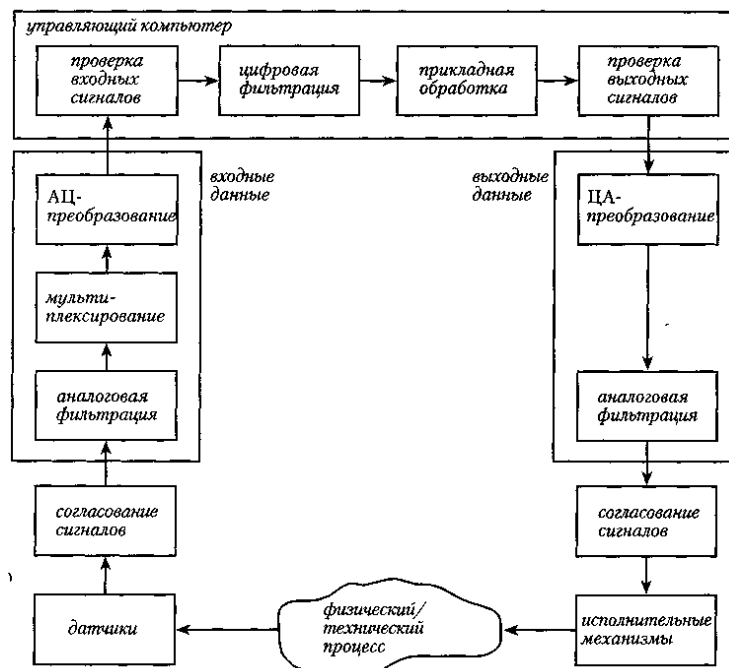 управляющий компьютер
проверка
входных
сигналов
цифровая
фильтрация
прикладная
обработка
проверка
выходных
сигналов
АЦ-
преобразование
входные
данные
мульти-
плексирование
аналоговая
фильтрация
согласование
сигналов
датчики
физический/
технический
процесс
выходные
данные
ЦА-
преобразование
аналоговая
фильтрация
согласование
сигналов
исполнительные
механизмы